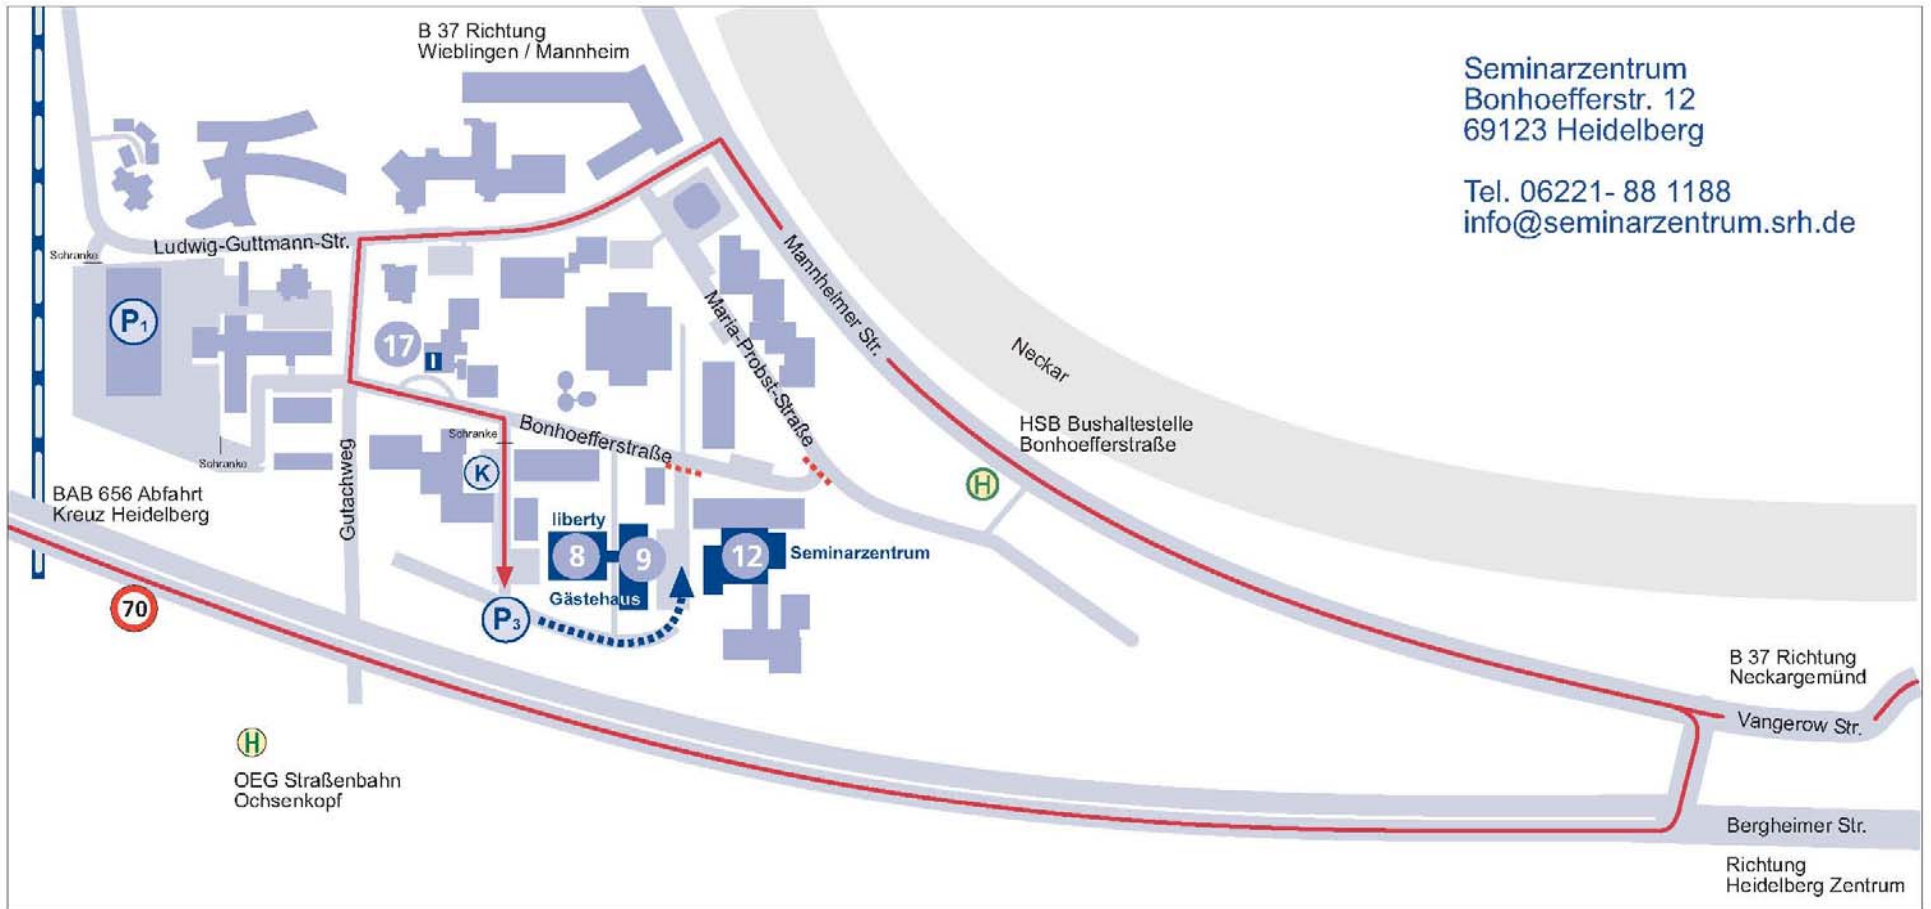 B 37 Richtung
Wieblingen / Mannheim
Seminarzentrum
Bonhoefferstr. 12
69123 Heidelberg
Tel. 06221- 88 1188
info@seminarzentrum.srh.de
Ludwig-Guttmann-Str.
Schranke
Mannheimer Str.
P1
17
I
Maria-Probst-Straße
Neckar
HSB Bushaltestelle
Bonhoefferstraße
H
Schranke
Bonhoefferstraße
Schranke
K
Gutachweg
BAB 656 Abfahrt
Kreuz Heidelberg
liberty
8
9
12
Seminarzentrum
Gästehaus
70
P3
B 37 Richtung
Neckargemünd
Vangerow Str.
H
OEG Straßenbahn
Ochsenkopf
Bergheimer Str.
Richtung
Heidelberg Zentrum